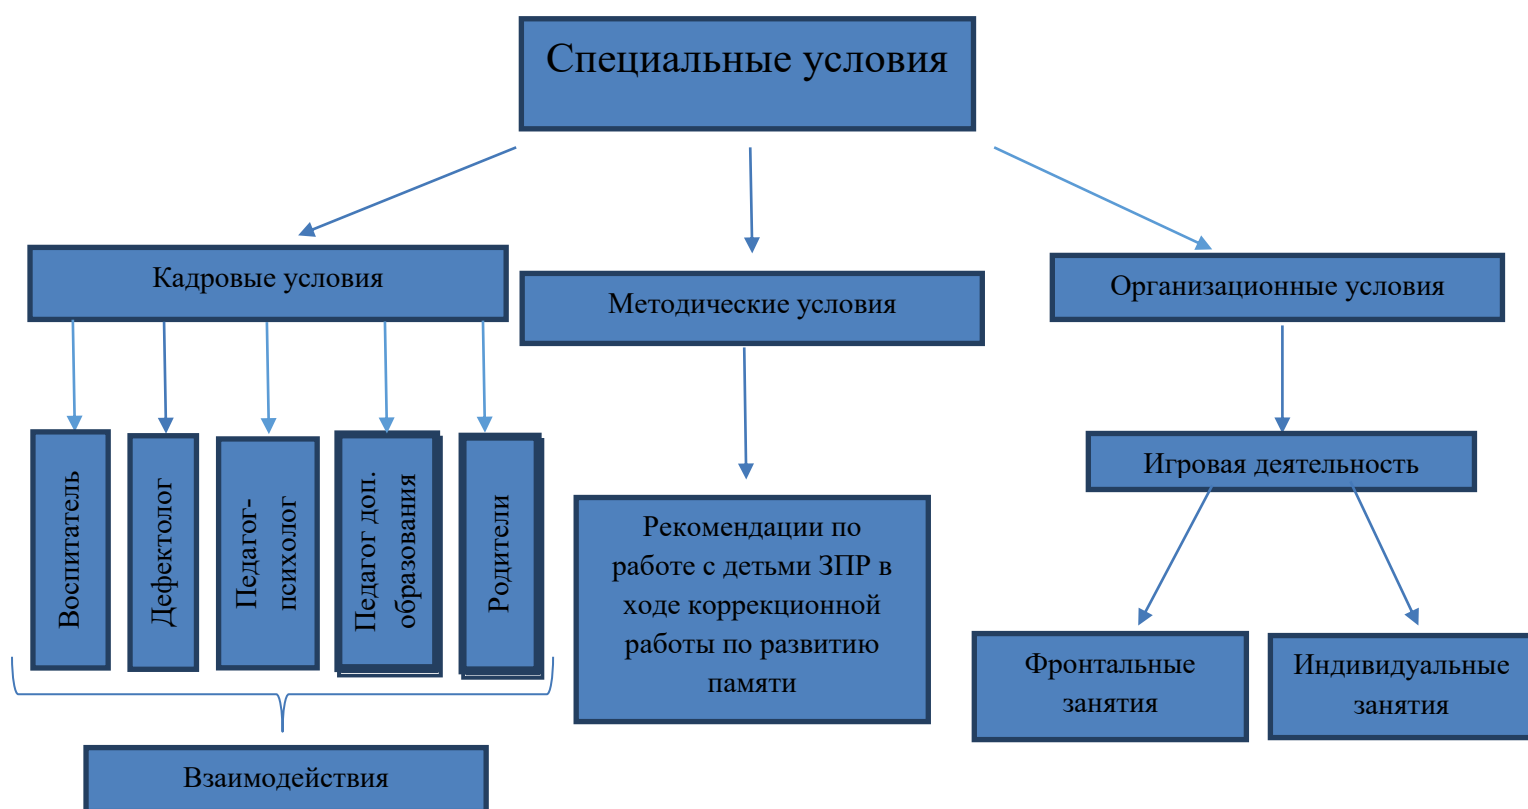 Специальные условия
Кадровые условия
Методические условия
Организационные условия
Воспитатель
Дефектолог
Педагог-
психолог
Педагог доп.
образования
Родители
Взаимодействия
Рекомендации по
работе с детьми ЗПР в
ходе коррекционной
работы по развитию
памяти
Игровая деятельность
Фронтальные
занятия
Индивидуальные
занятия